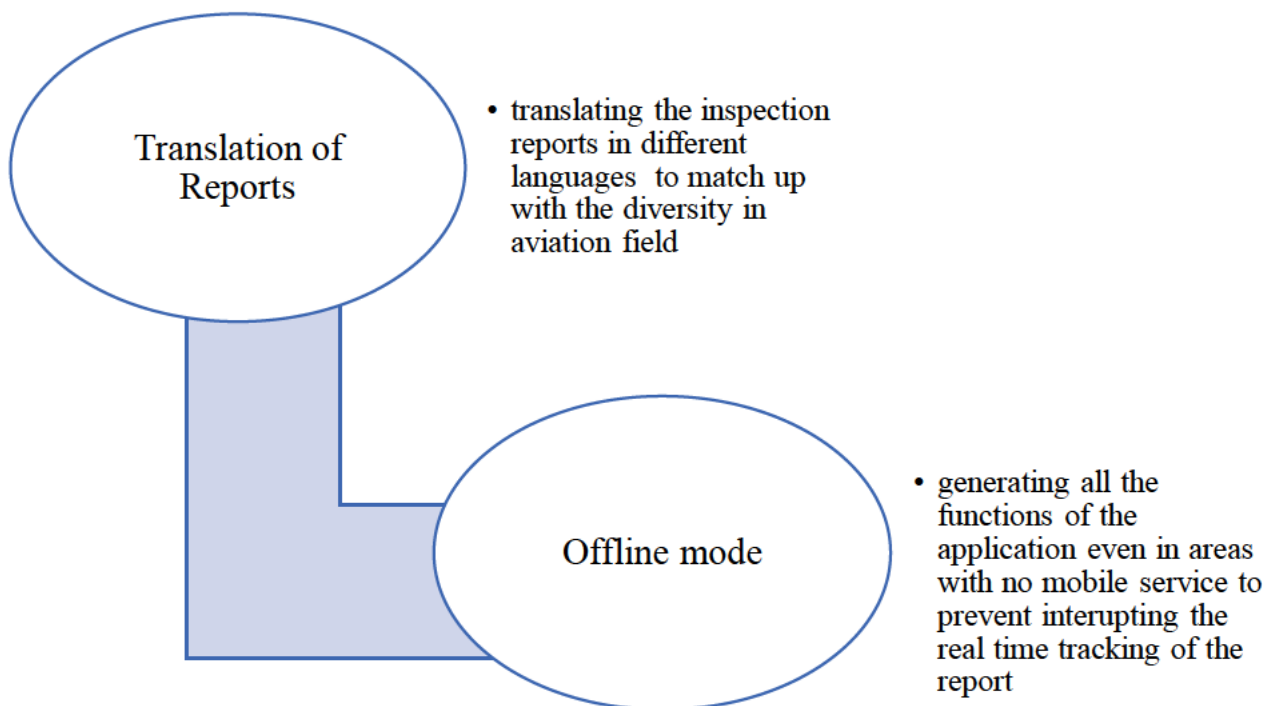 Translation of
Reports
• translating the inspection
reports in different
languages to match up
with the diversity in
aviation field
Offline mode
• generating all the
functions of the
application even in areas
with no mobile service to
prevent interupting the
real time tracking of the
report